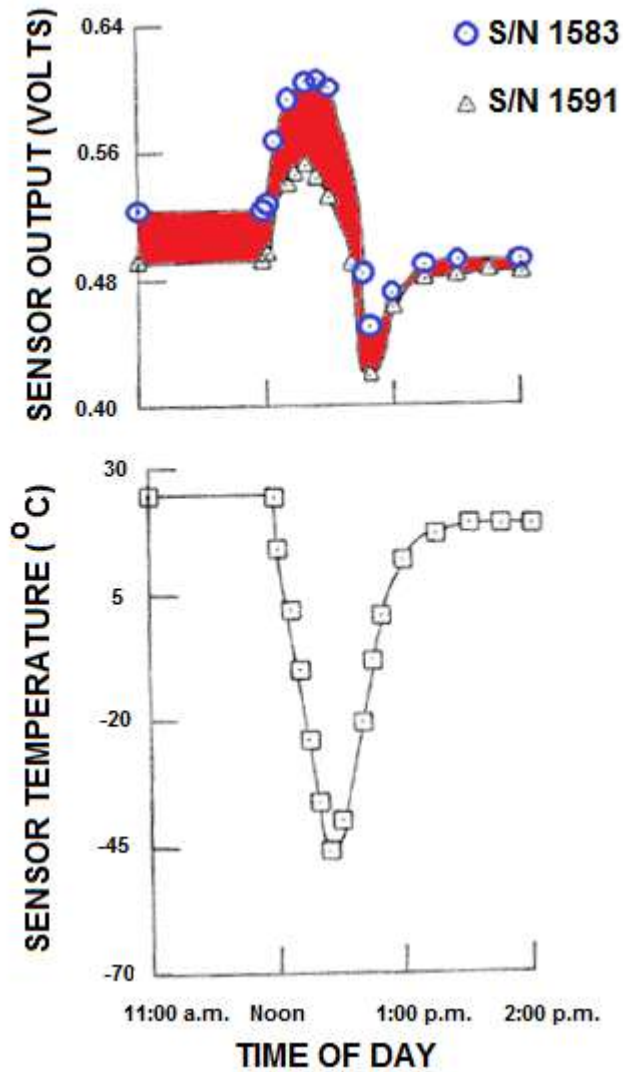 0.64
S/N 1583
S/N 1591
0.56
0.48
0.40
SENSOR OUTPUT (VOLTS)
30
5
-20
-45
-70
SENSOR TEMPERATURE (°C)
11:00 a.m. Noon 1:00 p.m. 2:00 p.m.
TIME OF DAY